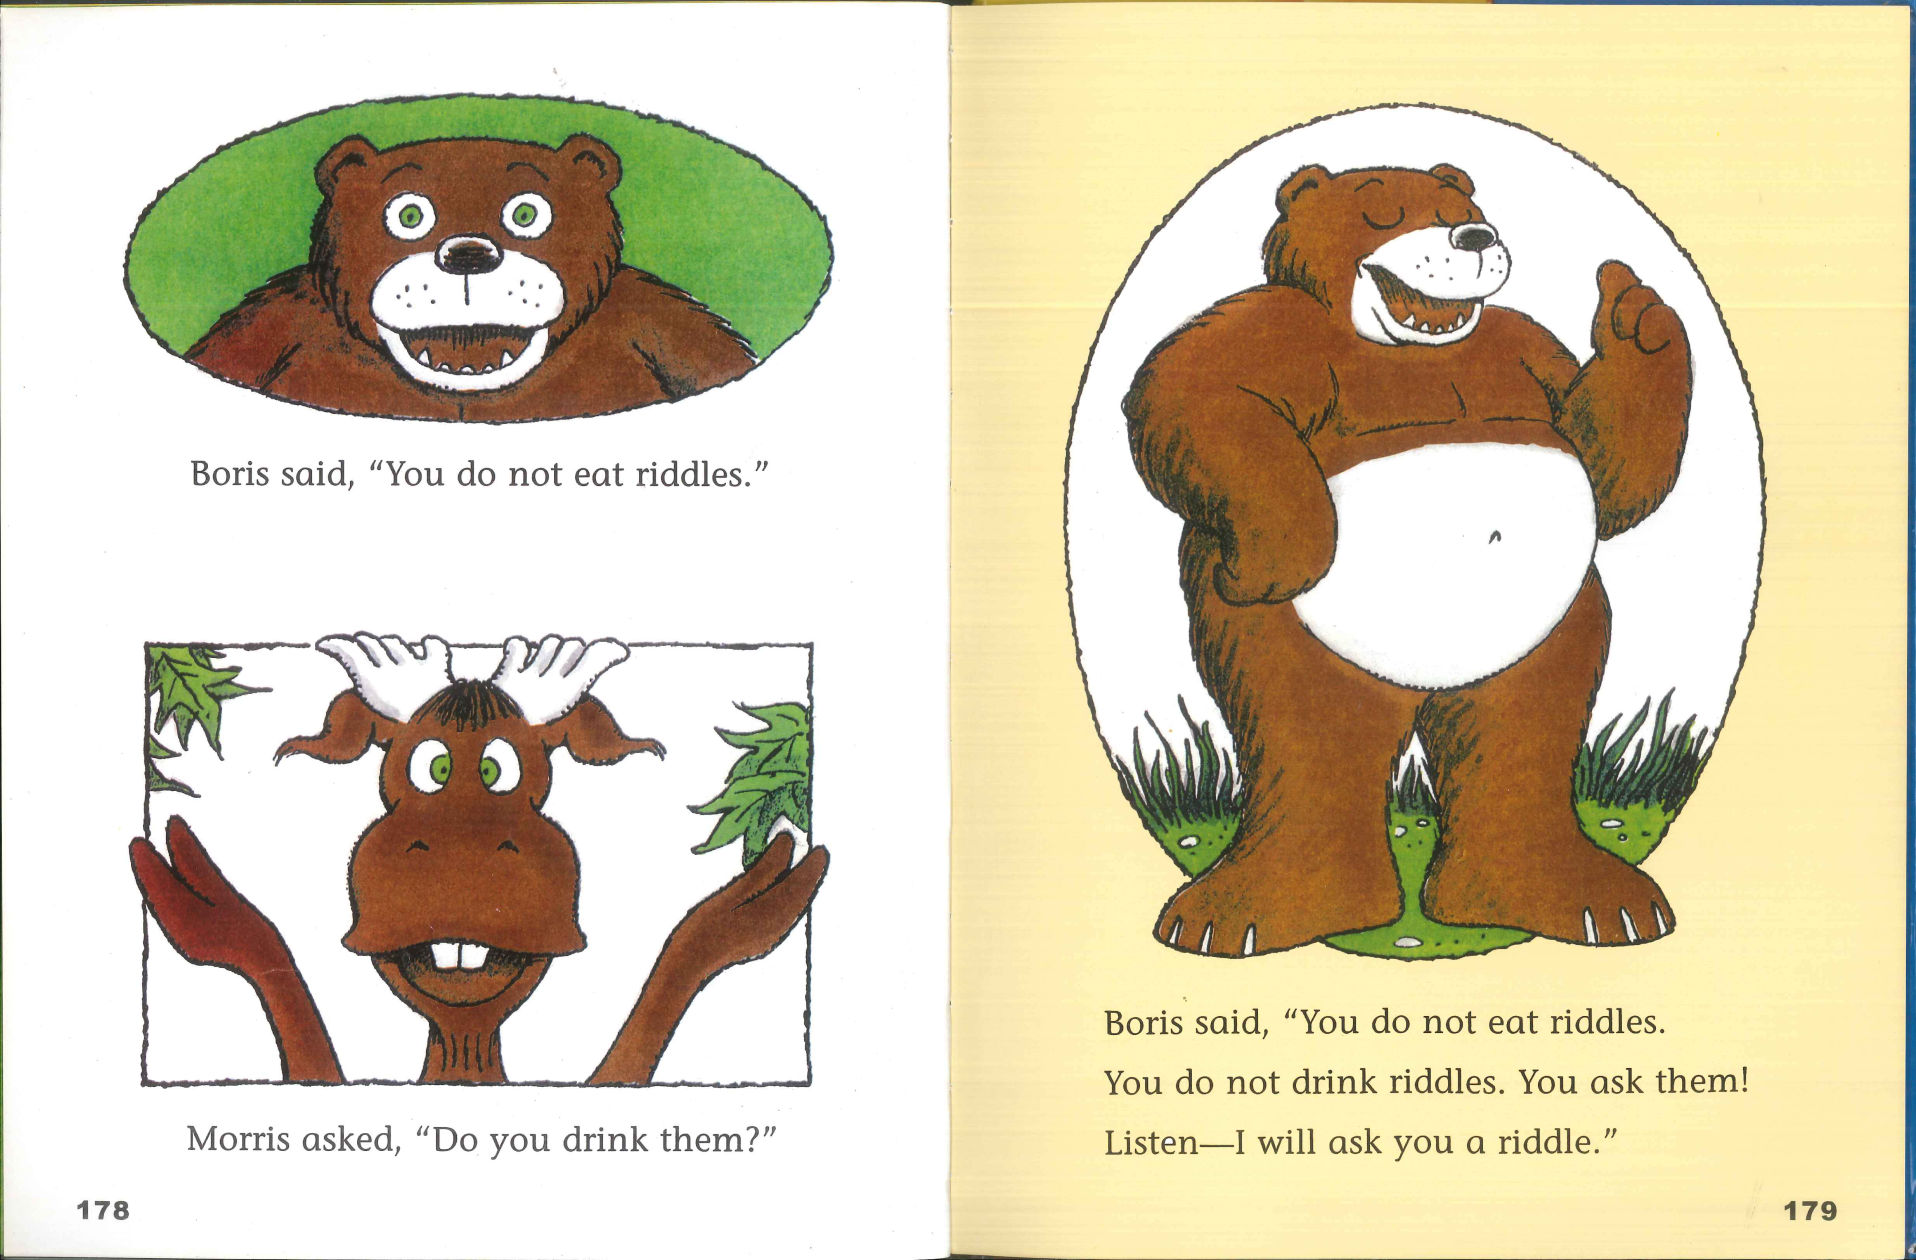 Boris said, “You do not eat riddles.”
Morris asked, “Do you drink them?”
178
Boris said, “You do not eat riddles.
You do not drink riddles. You ask them!
Listen—I will ask you a riddle.”
179